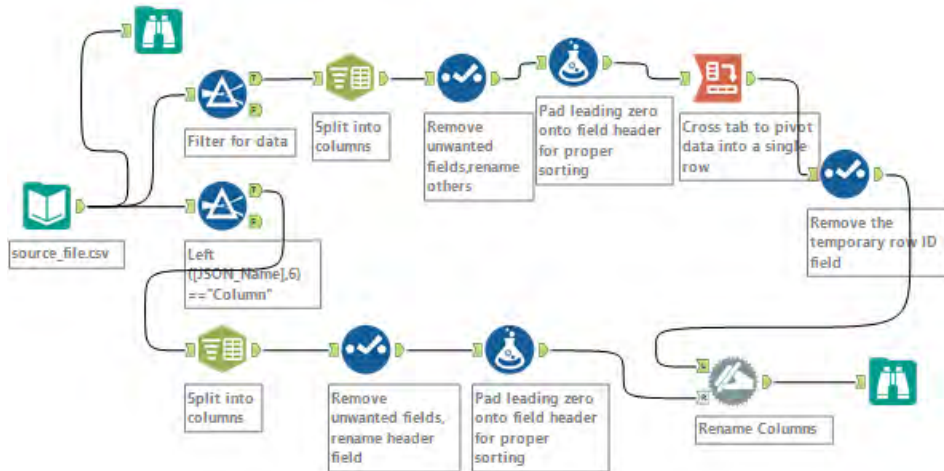 T
F
Filter for data
Split into
columns
Remove
unwanted
fields,rename
others
Pad leading zero
onto field header
for proper
sorting
Cross tab to pivot
data into a single
row
Remove the
temporary row ID
field
source_file.csv
T
F
Left
([JSON_Name],6)
=="Column"
Split into
columns
Remove
unwanted fields,
rename header
field
Pad leading zero
onto field header
for proper
sorting
L
R
Rename Columns